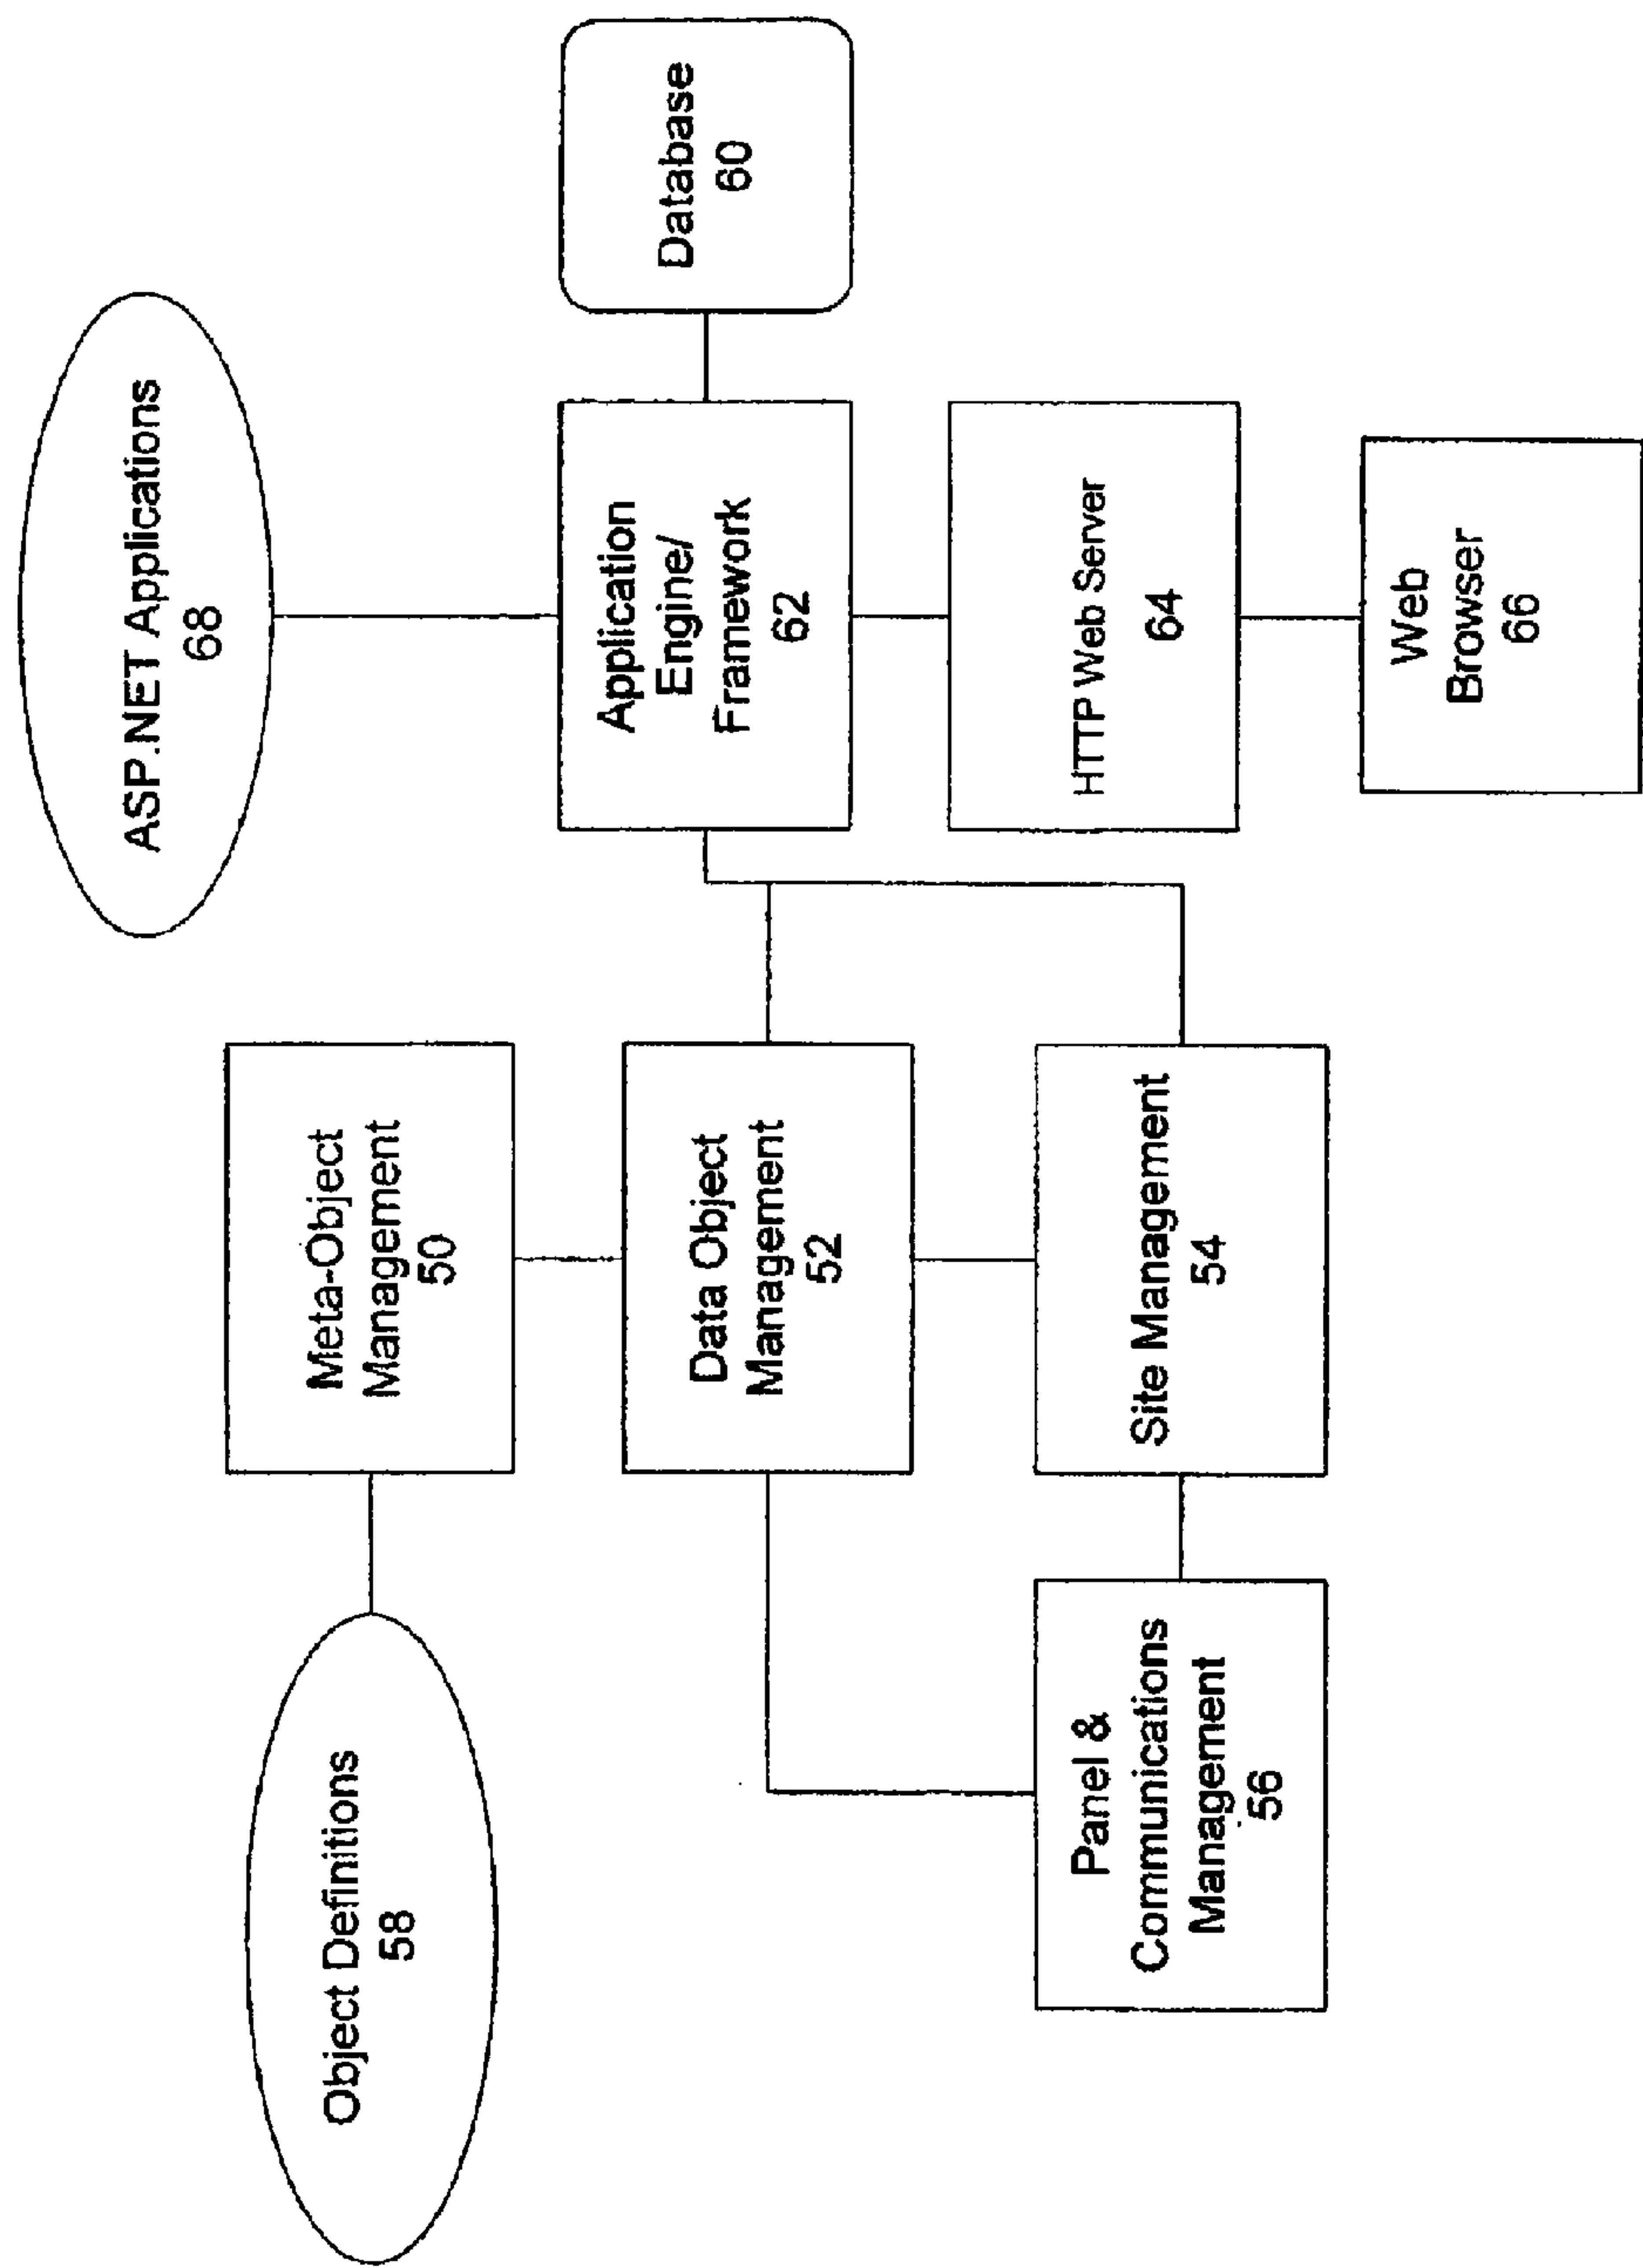 Object Definitions
58
Meta-Object
Management
50
ASP.NET Applications
68
Data Object
Management
52
Application
Engine/
Framework
62
Database
60
Panel &
Communications
Management
56
Site Management
54
HTTP Web Server
64
Web
Browser
66